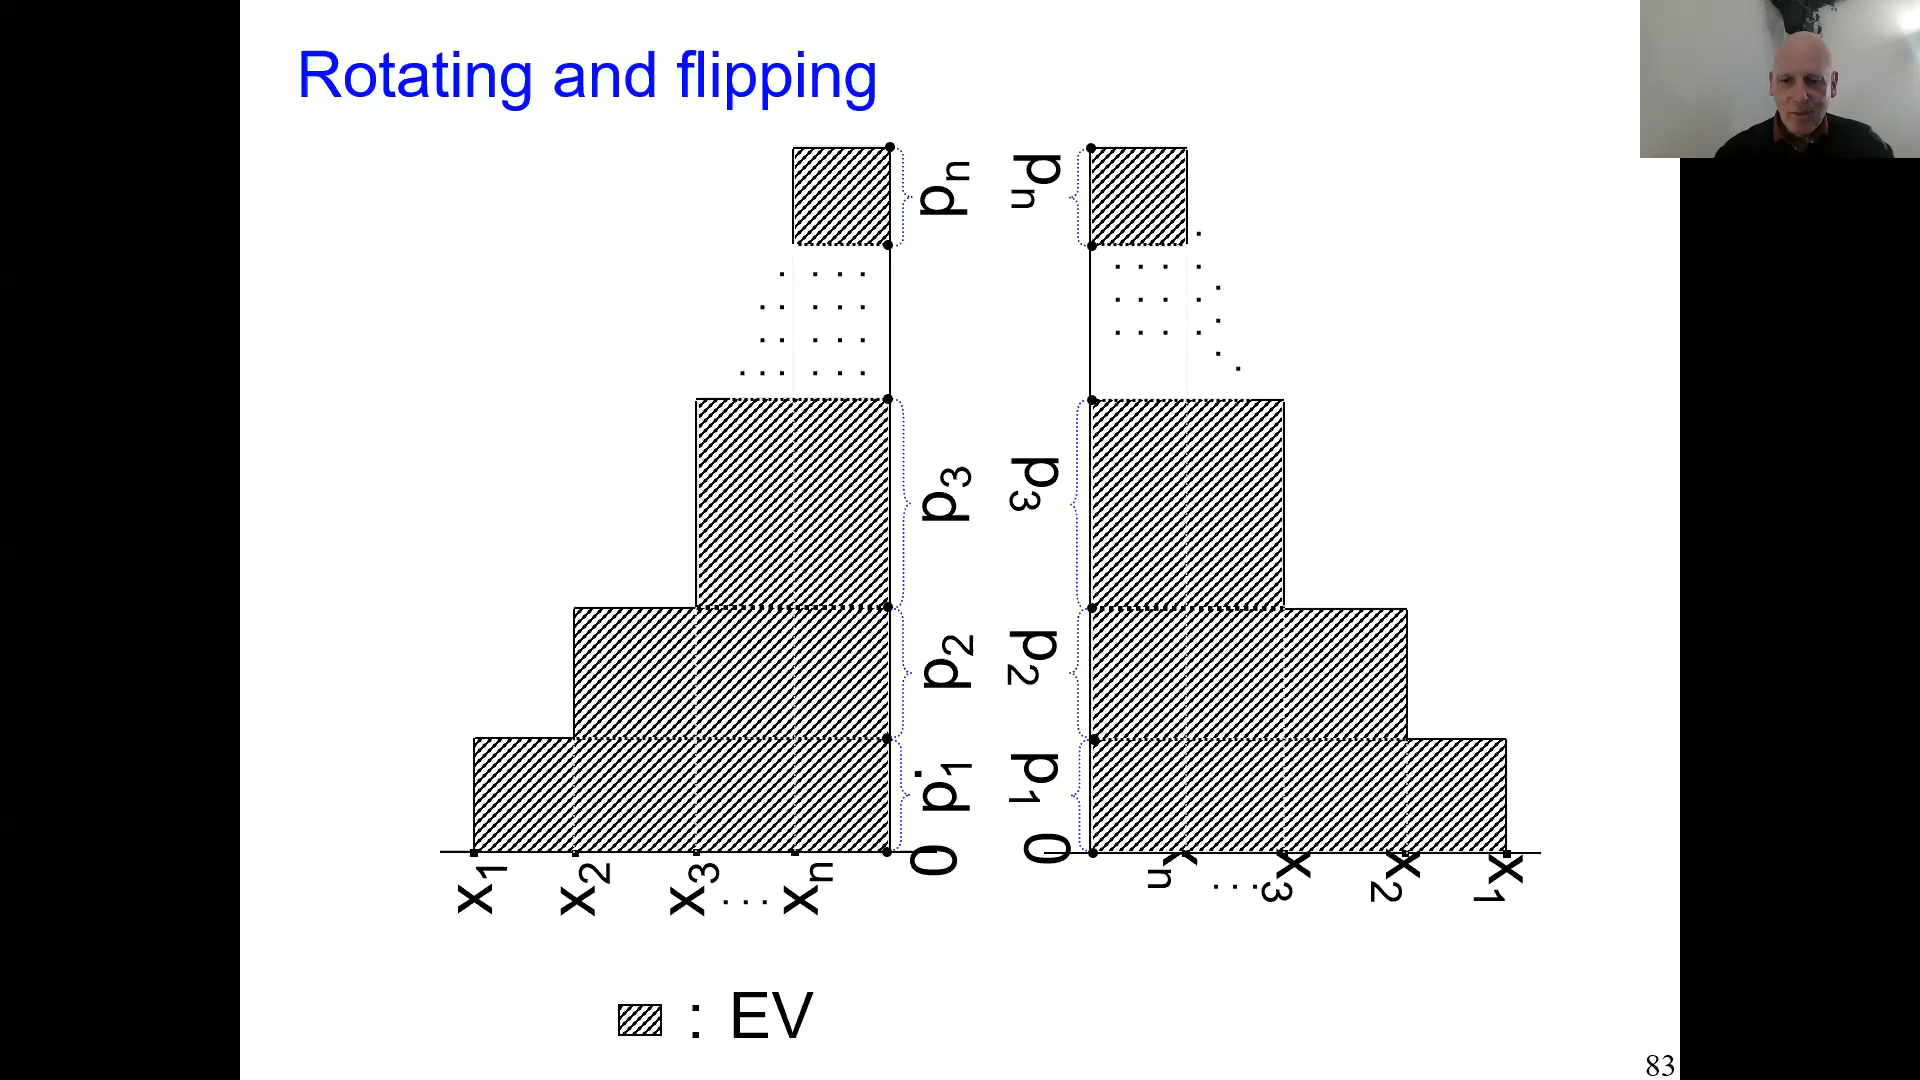 Rotating and flipping
pn pn
p3 p3
p2 p2
p1 p1
0 0
x1 x2 x3 ... xn
xn ... x3 x2 x1
: EV
83